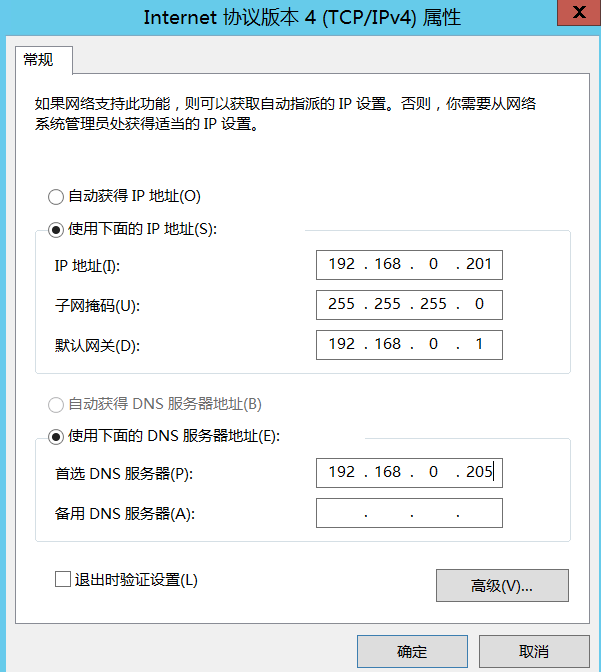 Internet 协议版本 4 (TCP/IPv4) 属性
X
常规
如果网络支持此功能，则可以获取自动指派的 IP 设置。否则，你需要从网络
系统管理员处获得适当的 IP 设置。
自动获得 IP 地址(O)
使用下面的 IP 地址(S):
IP 地址(I): 192 . 168 . 0 . 201
子网掩码(U): 255 . 255 . 255 . 0
默认网关(D): 192 . 168 . 0 . 1
自动获得 DNS 服务器地址(B)
使用下面的 DNS 服务器地址(E):
首选 DNS 服务器(P): 192 . 168 . 0 . 205
备用 DNS 服务器(A): . . .
退出时验证设置(L)
高级(V)...
确定 取消